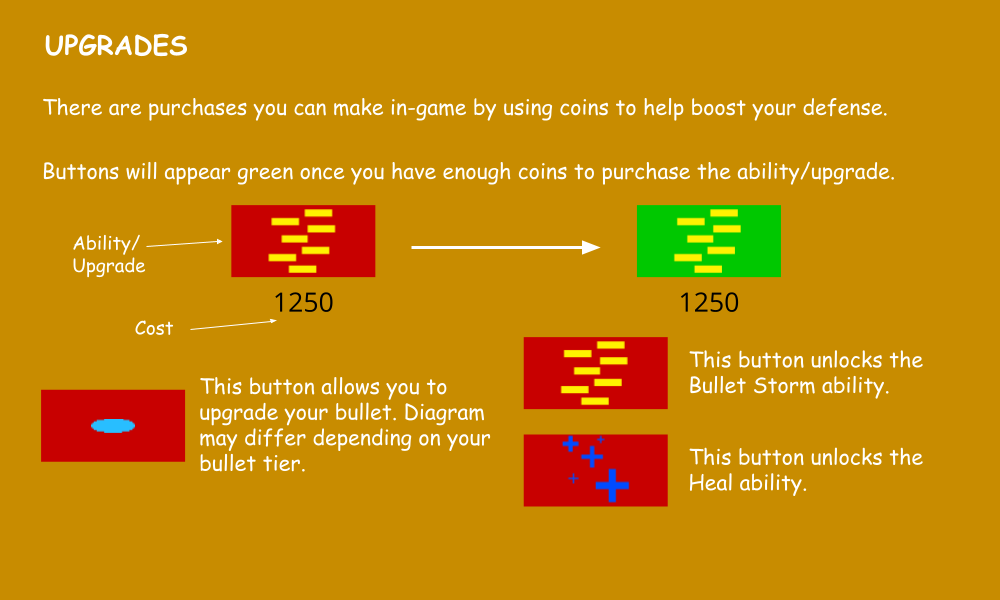 UPGRADES
There are purchases you can make in-game by using coins to help boost your defense.
Buttons will appear green once you have enough coins to purchase the ability/upgrade.
Ability/
Upgrade
1250
1250
Cost
This button allows you to
upgrade your bullet. Diagram
may differ depending on your
bullet tier.
This button unlocks the
Bullet Storm ability.
This button unlocks the
Heal ability.